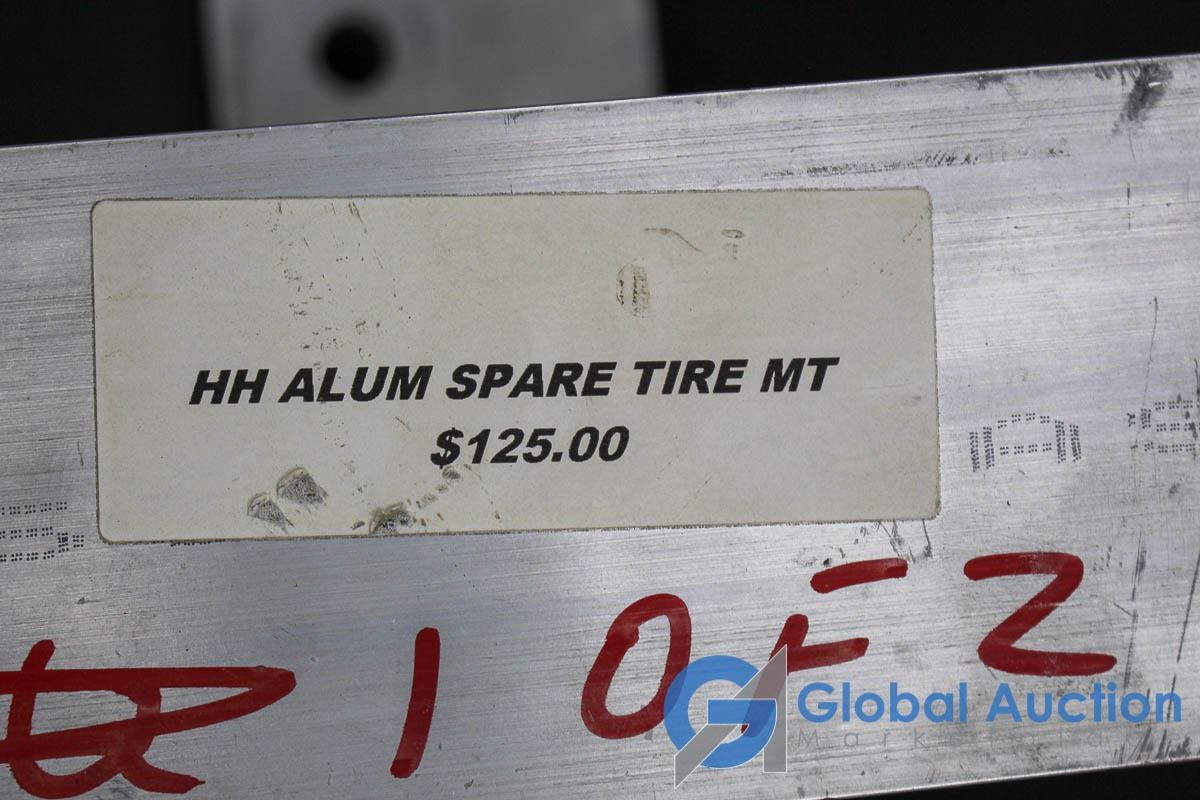 HH ALUM SPARE TIRE MT
$125.00
1 OF 2
Global Auction